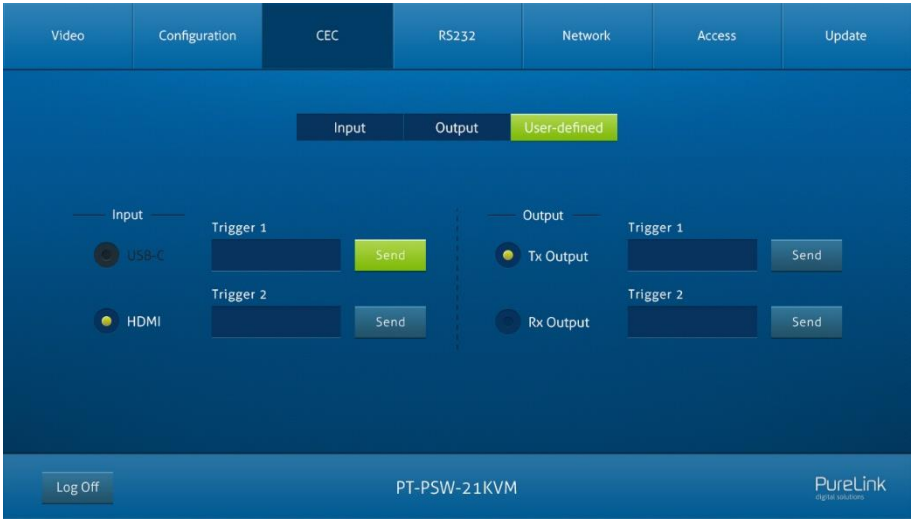 Video Configuration CEC RS232 Network Access Update
Input Output User-defined
Input Output
Trigger 1 Trigger 1
USB-C Send Tx Output Send
Trigger 2 Trigger 2
HDMI Send Rx Output Send
Log Off PT-PSW-21KVM PureLink
digital solutions